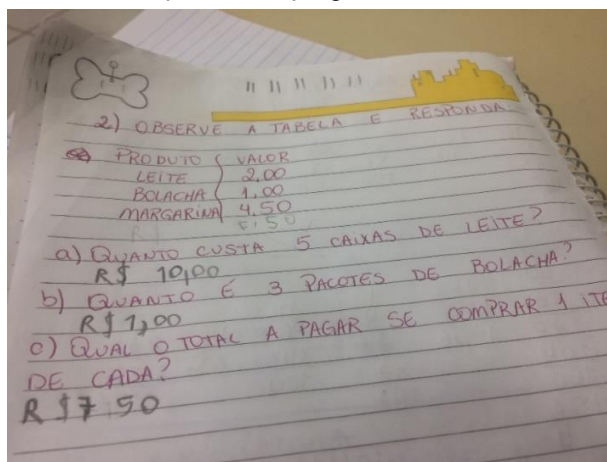 " " " " "
2) OBSERVE A TABELA E RESPONDA
PRODUTO VALOR
LEITE 2,00
BOLACHA 1,00
MARGARINA 4,50
a) QUANTO CUSTA 5 CAIXAS DE LEITE?
R$ 10,00
b) QUANTO É 3 PACOTES DE BOLACHA?
R$ 1,00
c) QUAL O TOTAL A PAGAR SE COMPRAR 1 ITE
DE CADA?
R $7 50